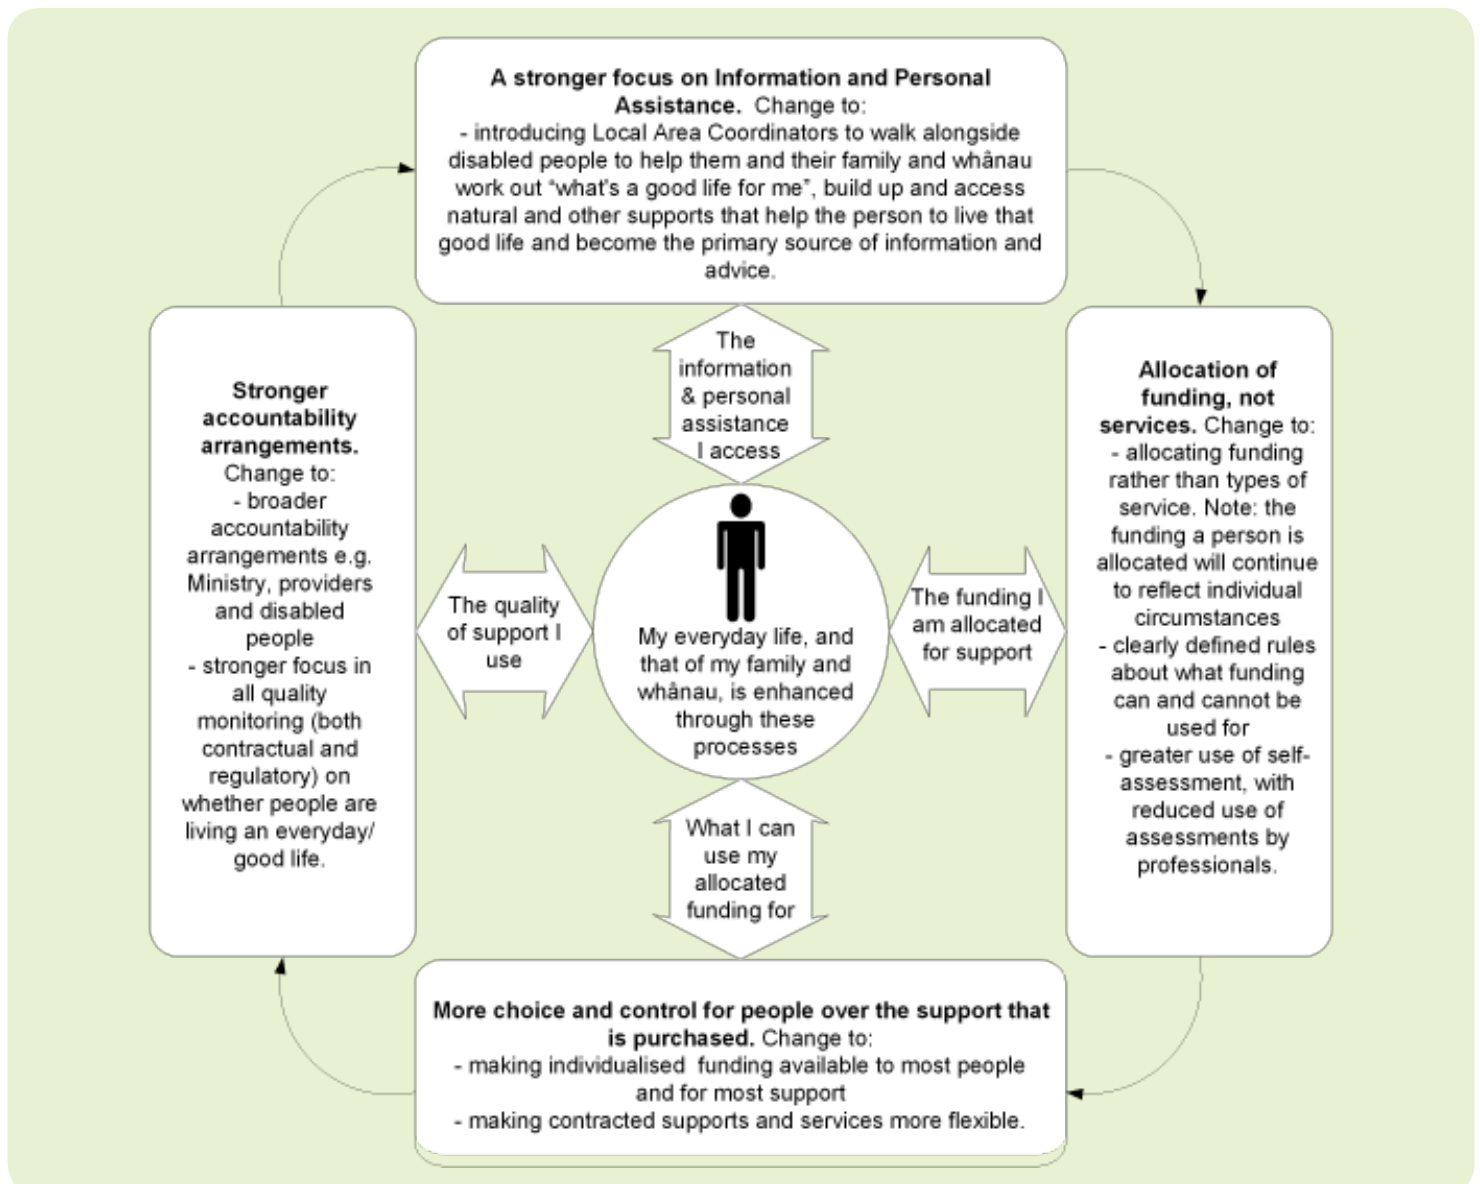 A stronger focus on Information and Personal
Assistance.  Change to:
- introducing Local Area Coordinators to walk alongside
disabled people to help them and their family and whânau
work out “what's a good life for me”, build up and access
natural and other supports that help the person to live that
good life and become the primary source of information and
advice.
The
information
& personal
assistance
I access
Stronger
accountability
arrangements.
Change to:
- broader
accountability
arrangements e.g.
Ministry, providers
and disabled
people
- stronger focus in
all quality
monitoring (both
contractual and
regulatory) on
whether people are
living an everyday/
good life.
The quality
of support I
use
My everyday life, and
that of my family and
whânau, is enhanced
through these
processes
The funding I
am allocated
for support
Allocation of
funding, not
services. Change to:
- allocating funding
rather than types of
service. Note: the
funding a person is
allocated will continue
to reflect individual
circumstances
- clearly defined rules
about what funding
can and cannot be
used for
- greater use of self-
assessment, with
reduced use of
assessments by
professionals.
What I can
use my
allocated
funding for
More choice and control for people over the support that
is purchased. Change to:
- making individualised  funding available to most people
and for most support
- making contracted supports and services more flexible.